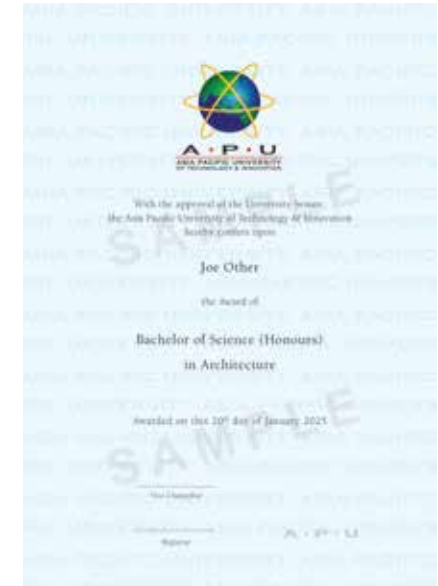 A · P · U
ASIA PACIFIC UNIVERSITY
OF TECHNOLOGY & INNOVATION
With the approval of the University Senate,
the Asia Pacific University of Technology & Innovation
hereby confers upon
Joe Other
the Award of
Bachelor of Science (Honours)
in Architecture
Awarded on this 20th day of January 2025
SAMPLE
SAMPLE
Vice Chancellor
Registrar